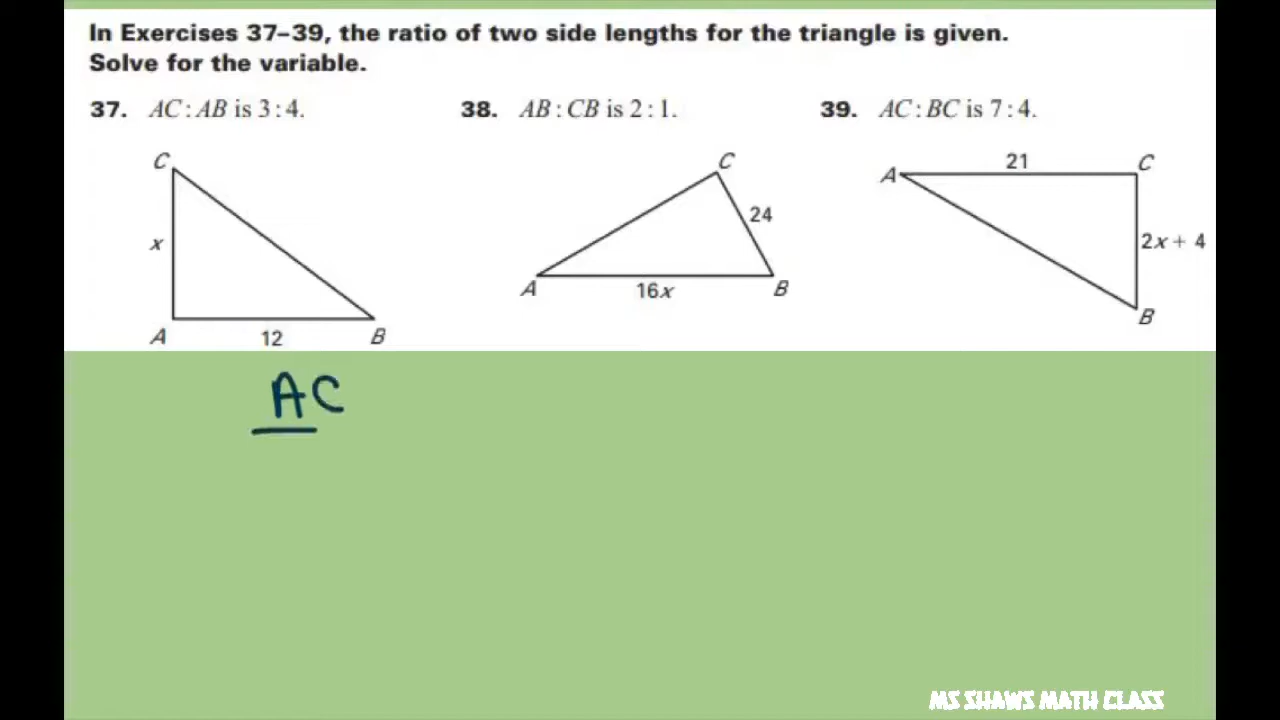 In Exercises 37–39, the ratio of two side lengths for the triangle is given.
Solve for the variable.
37. AC : AB is 3 : 4.
C
x
A
12
B
38. AB : CB is 2 : 1.
C
24
A
16x
B
39. AC : BC is 7 : 4.
A
21
C
2x + 4
B
AC
MS SHAWS MATH CLASS